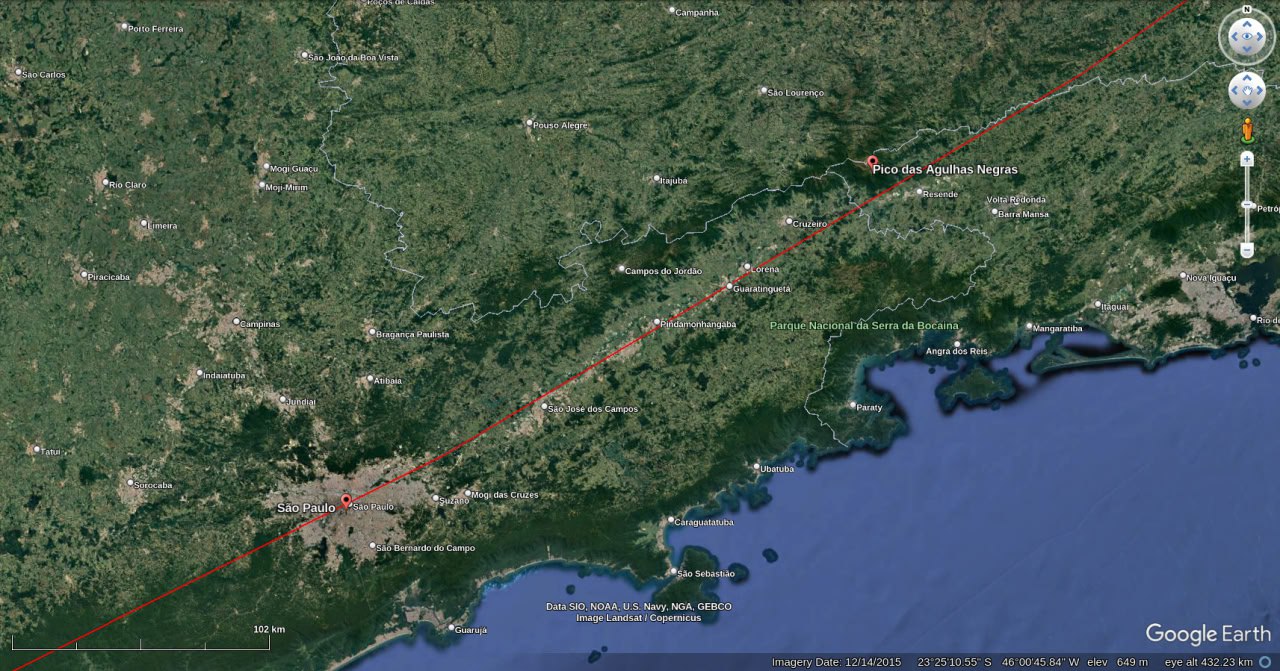 Poços de Caldas
Campanha
Porto Ferreira
N
São João da Boa Vista
São Carlos
São Lourenço
Pouso Alegre
Pico das Agulhas Negras
Mogi Guaçu
Itajubá
Rio Claro
Moji-Mirim
Resende
Volta Redonda
Petró
Barra Mansa
Limeira
Cruzeiro
Campos do Jordão
Lorena
Piracicaba
Nova Iguaçu
Guaratinguetá
Itaguaí
Campinas
Pindamonhangaba
Parque Nacional da Serra da Bocaina
Mangaratiba
Rio d
Bragança Paulista
Angra dos Reis
Indaiatuba
Atibaia
Jundiaí
São José dos Campos
Paraty
Tatuí
Ubatuba
Sorocaba
Suzano
Mogi das Cruzes
São Paulo
São Paulo
Caraguatatuba
São Bernardo do Campo
São Sebastião
Data SIO, NOAA, U.S. Navy, NGA, GEBCO
Image Landsat / Copernicus
102 km
Guarujá
Google Earth
Imagery Date: 12/14/2015 23°25'10.55" S 46°00'45.84" W elev 649 m eye alt 432.23 km